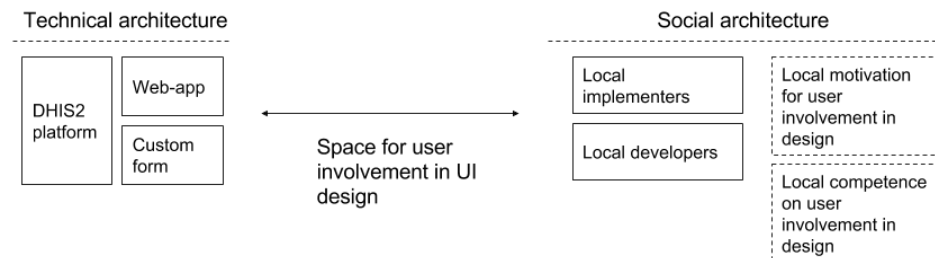 Technical architecture
Social architecture
DHIS2
platform
Web-app
Custom
form
Space for user
involvement in UI
design
Local
implementers
Local developers
Local motivation
for user
involvement in
design
Local competence
on user
involvement in
design